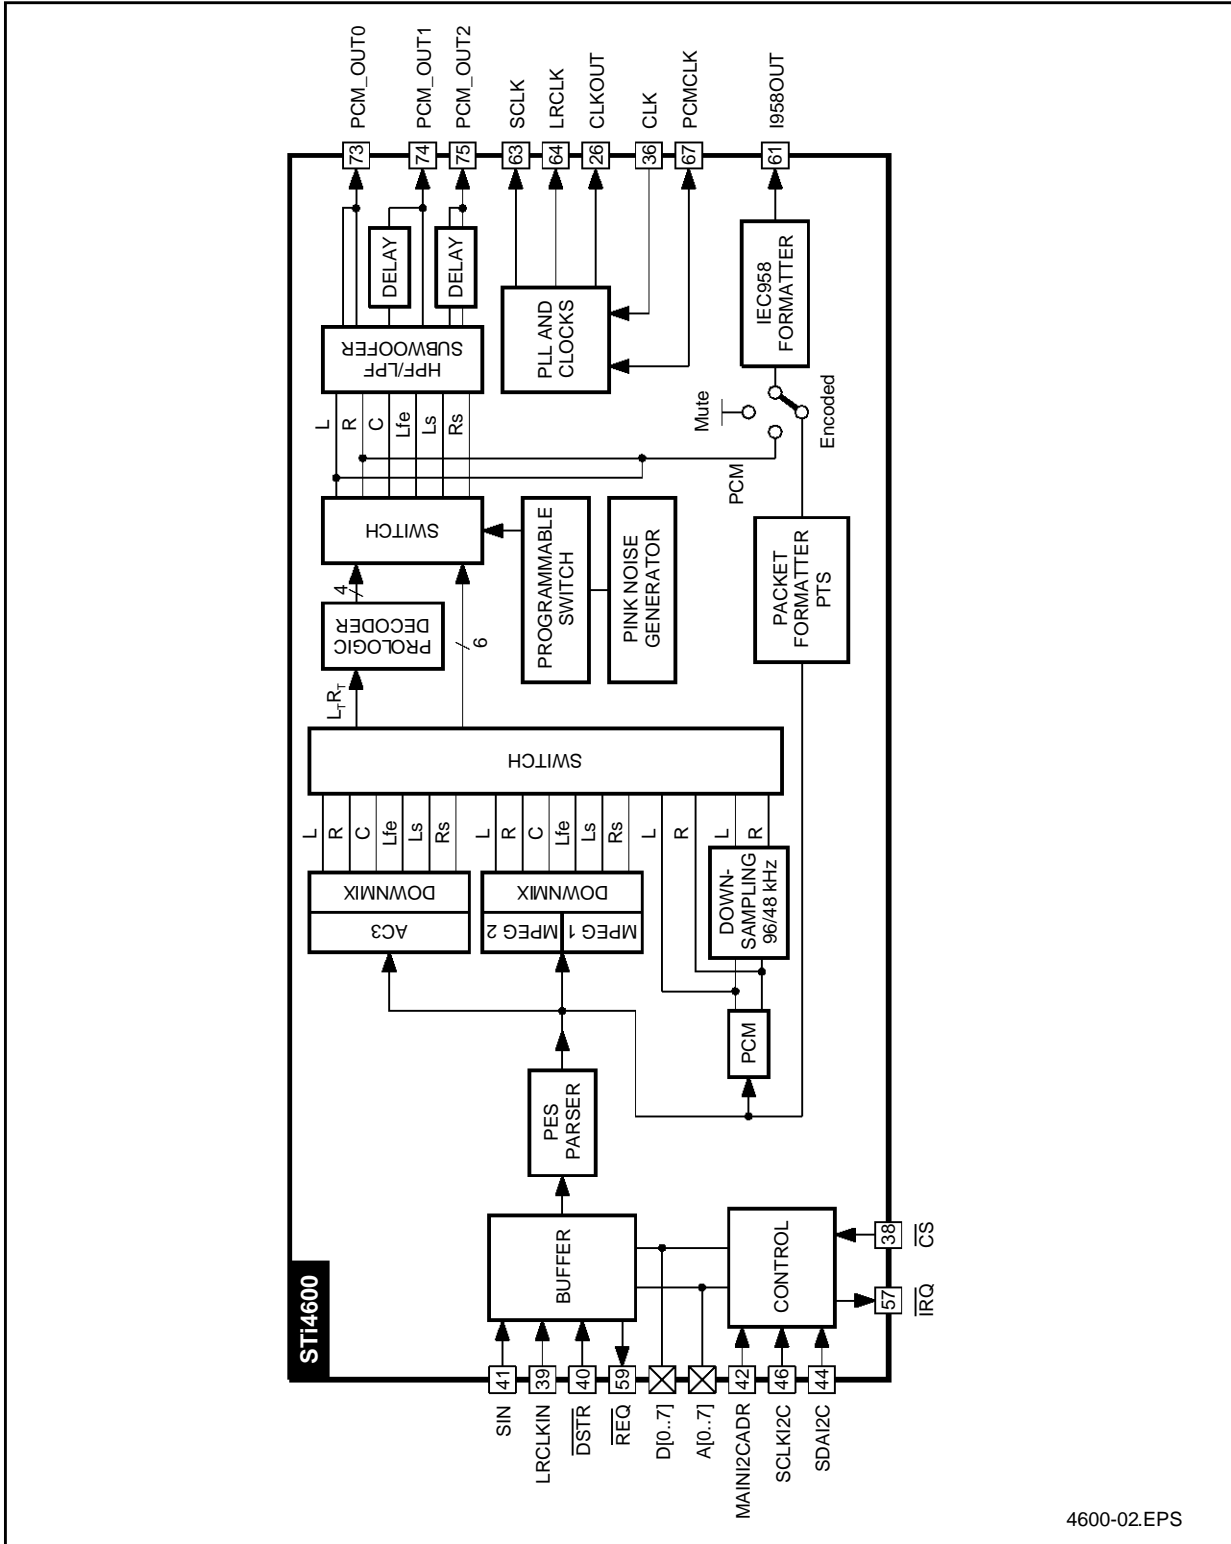 STi4600
SIN
41
LRCLKIN
39
DSTR
40
REQ
59
D[0..7]
A[0..7]
MAINI2CADR
42
SCLKI2C
46
SDAI2C
44
BUFFER
CONTROL
38
CS
57
IRQ
PES
PARSER
AC3
DOWNMIX
MPEG 2
MPEG 1
DOWNMIX
PCM
DOWN-
SAMPLING
96/48 kHz
L
R
C
Lfe
Ls
Rs
L
R
C
Lfe
Ls
Rs
L
R
L
R
SWITCH
LTRT
PROLOGIC
DECODER
4
6
SWITCH
PROGRAMMABLE
SWITCH
PINK NOISE
GENERATOR
PACKET
FORMATTER
PTS
L
R
C
Lfe
Ls
Rs
HPF/LPF
SUBWOOFER
DELAY
DELAY
PLL AND
CLOCKS
PCM
Mute
Encoded
IEC958
FORMATTER
73
PCM_OUT0
74
PCM_OUT1
75
PCM_OUT2
63
SCLK
64
LRCLK
26
CLKOUT
36
CLK
67
PCMCLK
61
I958OUT
4600-02.EPS